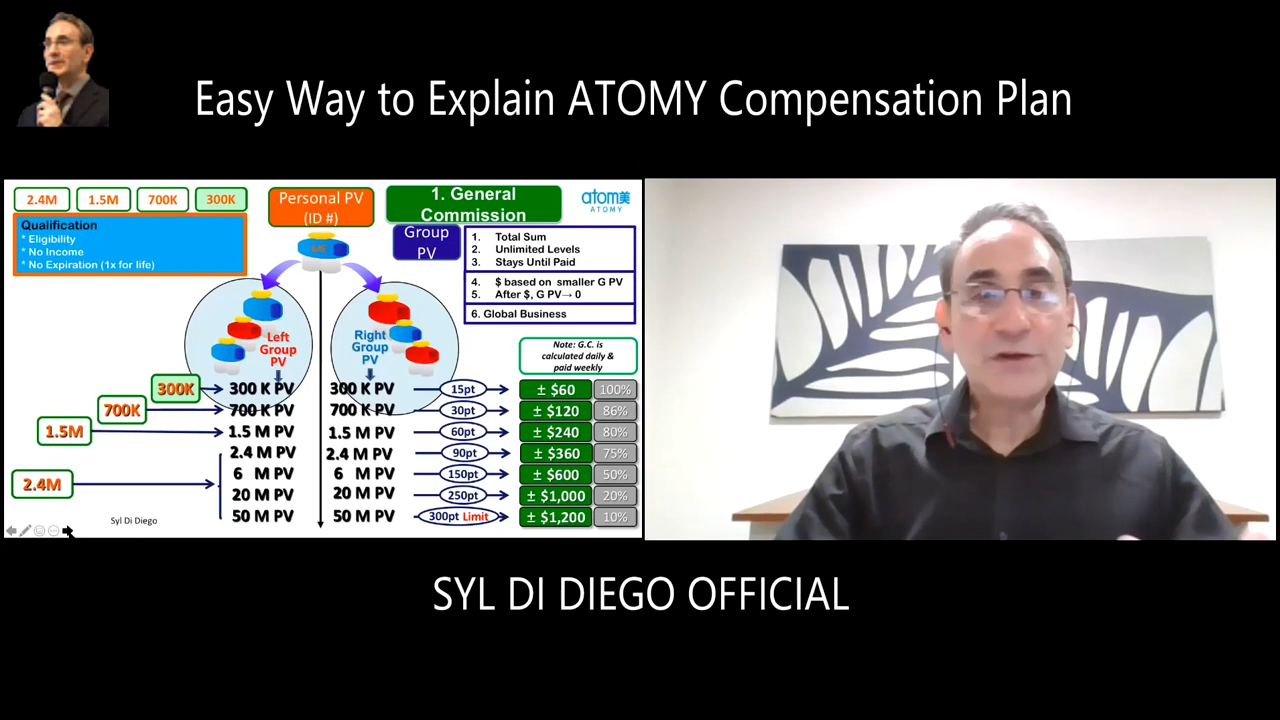 Easy Way to Explain ATOMY Compensation Plan
2.4M
1.5M
700K
300K
Personal PV
(ID #)
1. General
Commission
atom美
ATOMY
Qualification
* Eligibility
* No Income
* No Expiration (1x for life)
Group
PV
1. Total Sum
2. Unlimited Levels
3. Stays Until Paid
4. $ based on smaller G PV
5. After $, G PV→ 0
6. Global Business
Left
Group
PV
Right
Group
PV
Note: G.C. is
calculated daily &
paid weekly
300K 300 K PV 300 K PV 15pt ± $60 100%
700K 700 K PV 700 K PV 30pt ± $120 86%
1.5M 1.5 M PV 1.5 M PV 60pt ± $240 80%
2.4 M PV 2.4 M PV 90pt ± $360 75%
2.4M 6 M PV 6 M PV 150pt ± $600 50%
20 M PV 20 M PV 250pt ± $1,000 20%
50 M PV 50 M PV 300pt Limit ± $1,200 10%
Syl Di Diego
SYL DI DIEGO OFFICIAL